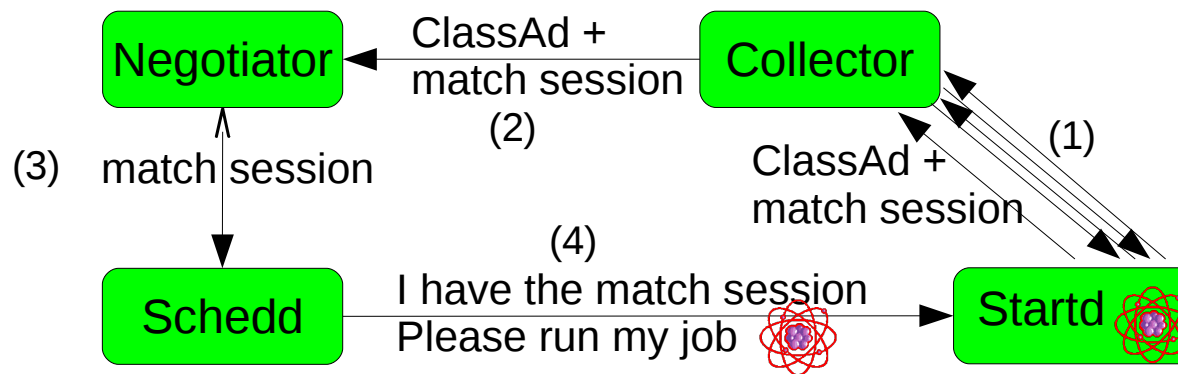 Negotiator
ClassAd +
match session
(2)
Collector
(1)
ClassAd +
match session
(3)
match session
(4)
Schedd
I have the match session
Please run my job
Startd